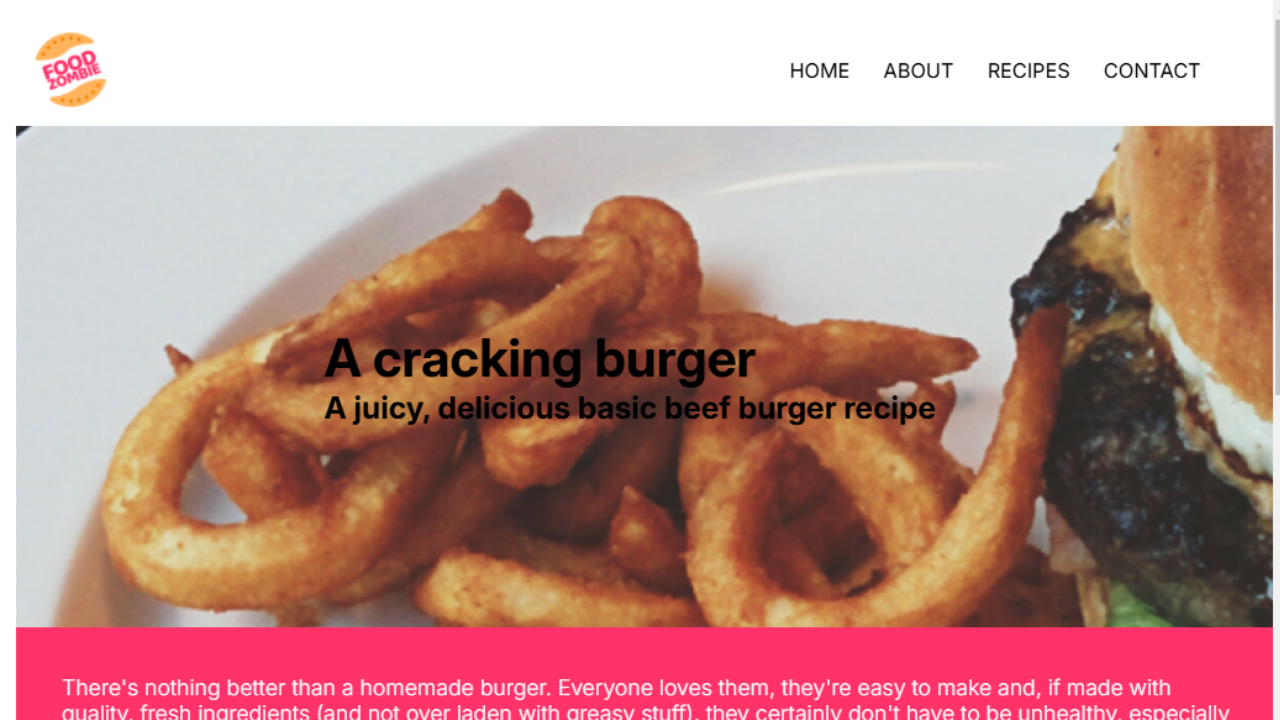 FOOD
ZOMBIE
HOME ABOUT RECIPES CONTACT
A cracking burger
A juicy, delicious basic beef burger recipe
There's nothing better than a homemade burger. Everyone loves them, they're easy to make and, if made with
quality, fresh ingredients (and not over laden with greasy stuff), they certainly don't have to be unhealthy, especially